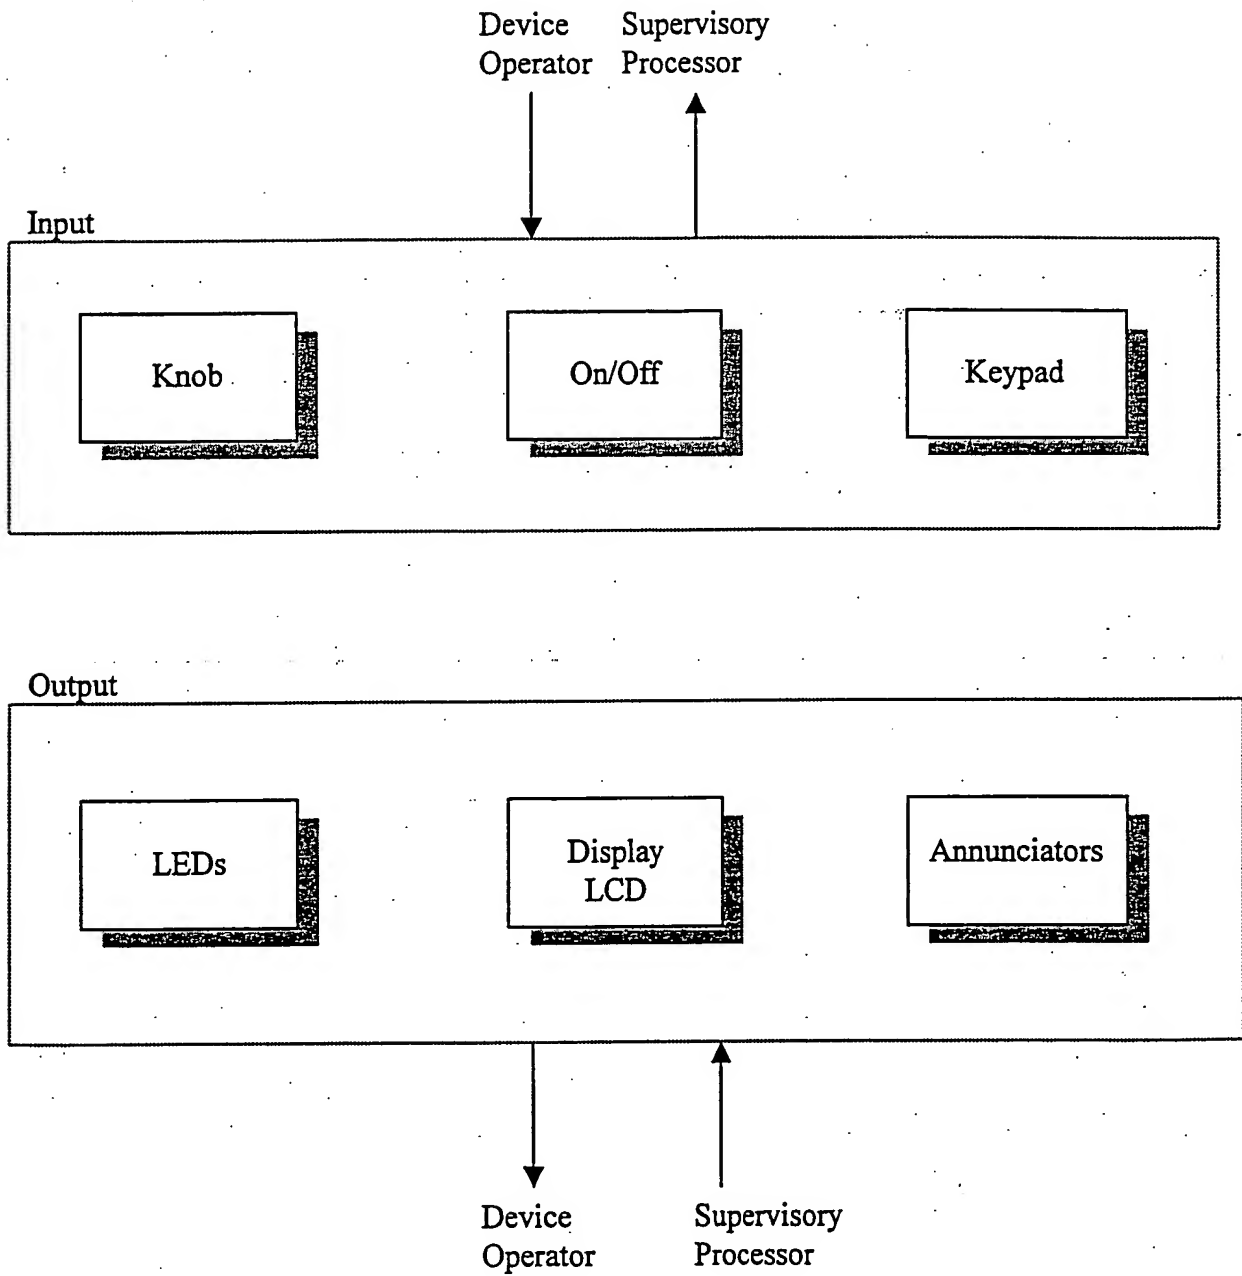 Device Supervisory
Operator Processor
Input
Knob
On/Off
Keypad
Output
LEDs
Display
LCD
Annunciators
Device Supervisory
Operator Processor